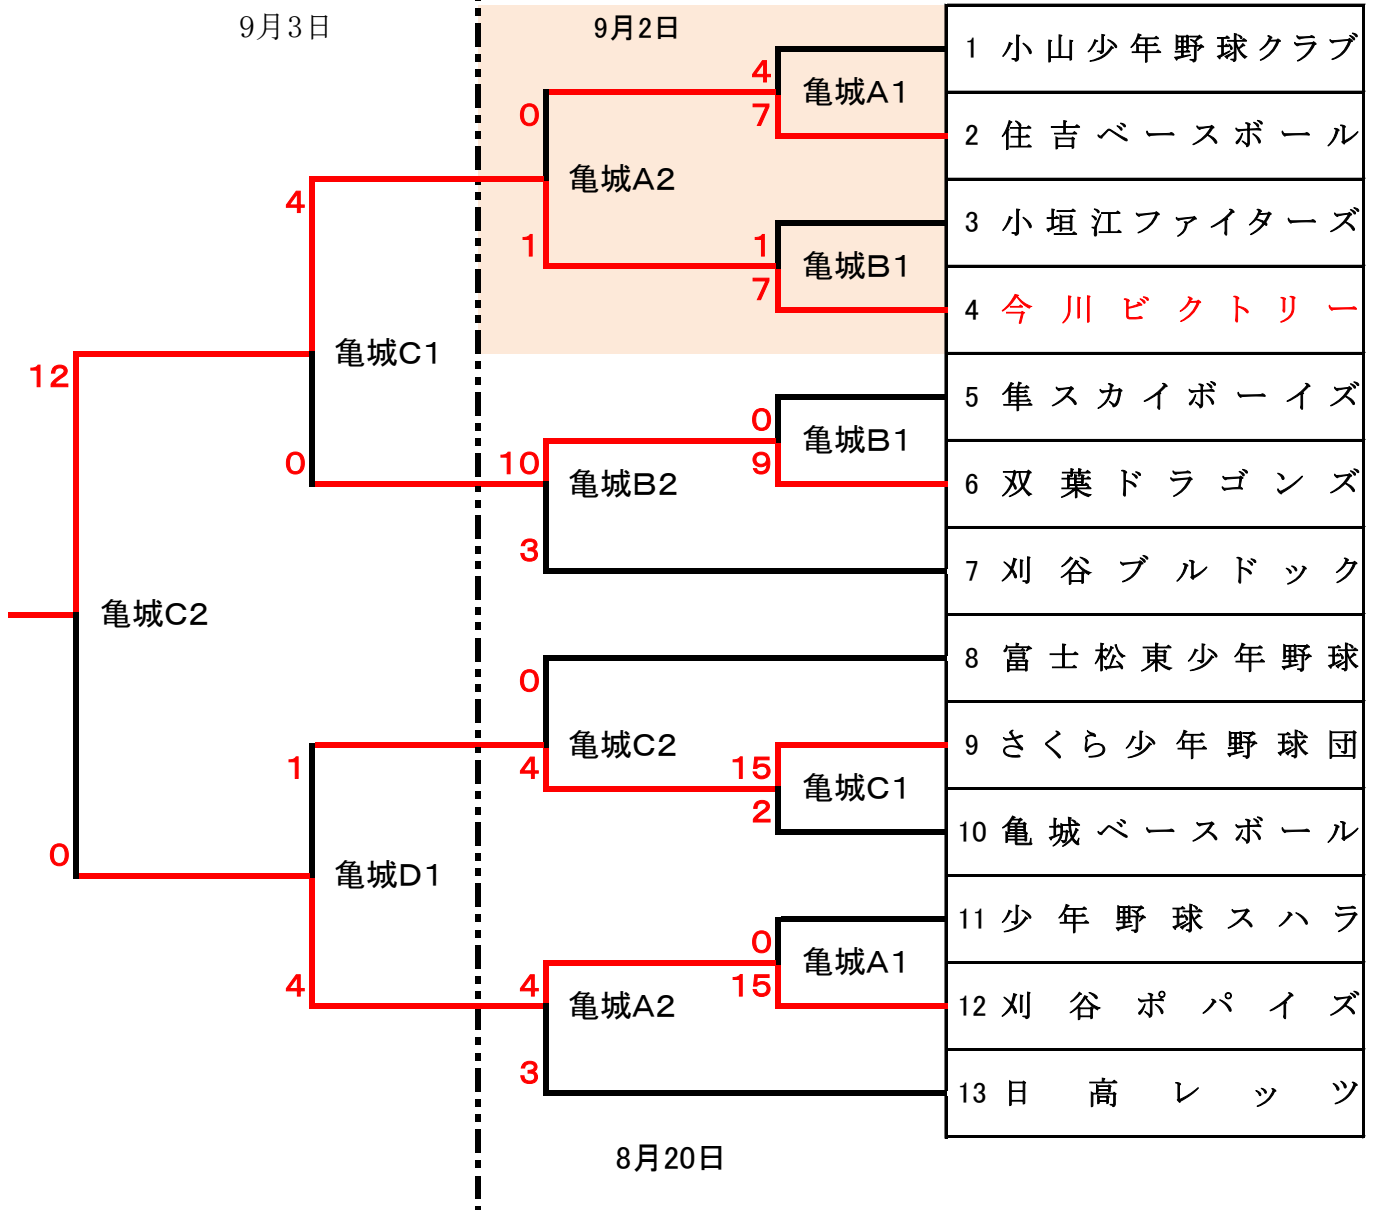 9月3日
9月2日
1 小山少年野球クラブ
4
亀城A1
7
0
2 住吉ベースボール
亀城A2
4
3 小垣江ファイターズ
1
1
亀城B1
7
4 今川ビクトリー
亀城C1
12
5 隼スカイボーイズ
0
亀城B1
9
0
10
亀城B2
6 双葉ドラゴンズ
3
7 刈谷ブルドック
亀城C2
8 富士松東少年野球
0
亀城C2
9 さくら少年野球団
1
4
15
亀城C1
2
10 亀城ベースボール
0
亀城D1
11 少年野球スハラ
0
亀城A1
15
4
4
亀城A2
12 刈谷ポパイズ
3
13 日高レッツ
8月20日